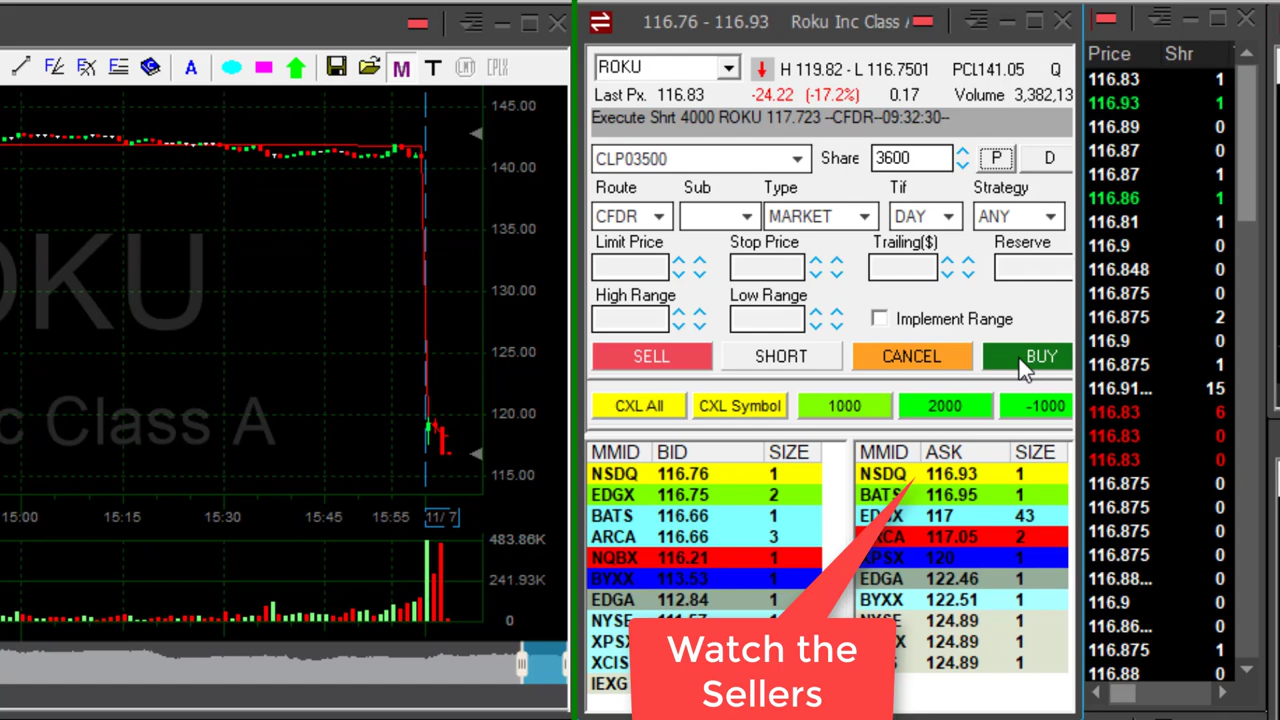 116.76 - 116.93 Roku Inc Class
ROKU
H 119.82 - L 116.7501 PCL141.05 Q
Last Px. 116.83 -24.22 (-17.2%) 0.17 Volume 3,382,13
Execute Shrt 4000 ROKU 117.723 --CFDR--09:32:30--
CLP03500 Share 3600 P D
Route Sub Type Tif Strategy
CFDR MARKET DAY ANY
Limit Price Stop Price Trailing($) Reserve
High Range Low Range
Implement Range
SELL SHORT CANCEL BUY
CXL All CXL Symbol 1000 2000 -1000
MMID BID SIZE
NSDQ 116.76 1
EDGX 116.75 2
BATS 116.66 1
ARCA 116.66 3
NQBX 116.21 1
BYXX 113.53 1
EDGA 112.84 1
NYSE
XPSX
XCIS
IEXG
MMID ASK SIZE
NSDQ 116.93 1
BATS 116.95 1
117 43
117.05 2
XPSX 120 1
EDGA 122.46 1
BYXX 122.51 1
NYSE 124.89 1
124.89 1
124.89 1
Watch the
Sellers
A M T
OKU
c Class A
145.00
140.00
135.00
130.00
125.00
120.00
115.00
15:00 15:15 15:30 15:45 15:55 11/ 7
483.86K
241.93K
0
Price Shr
116.83 1
116.93 1
116.89 0
116.87 0
116.87 1
116.86 1
116.81 1
116.9 0
116.848 0
116.875 0
116.875 2
116.9 0
116.875 1
116.91... 15
116.83 6
116.83 0
116.83 0
116.875 0
116.875 0
116.875 0
116.875 0
116.88... 0
116.9 0
116.86... 0
116.875 1
116.88 0